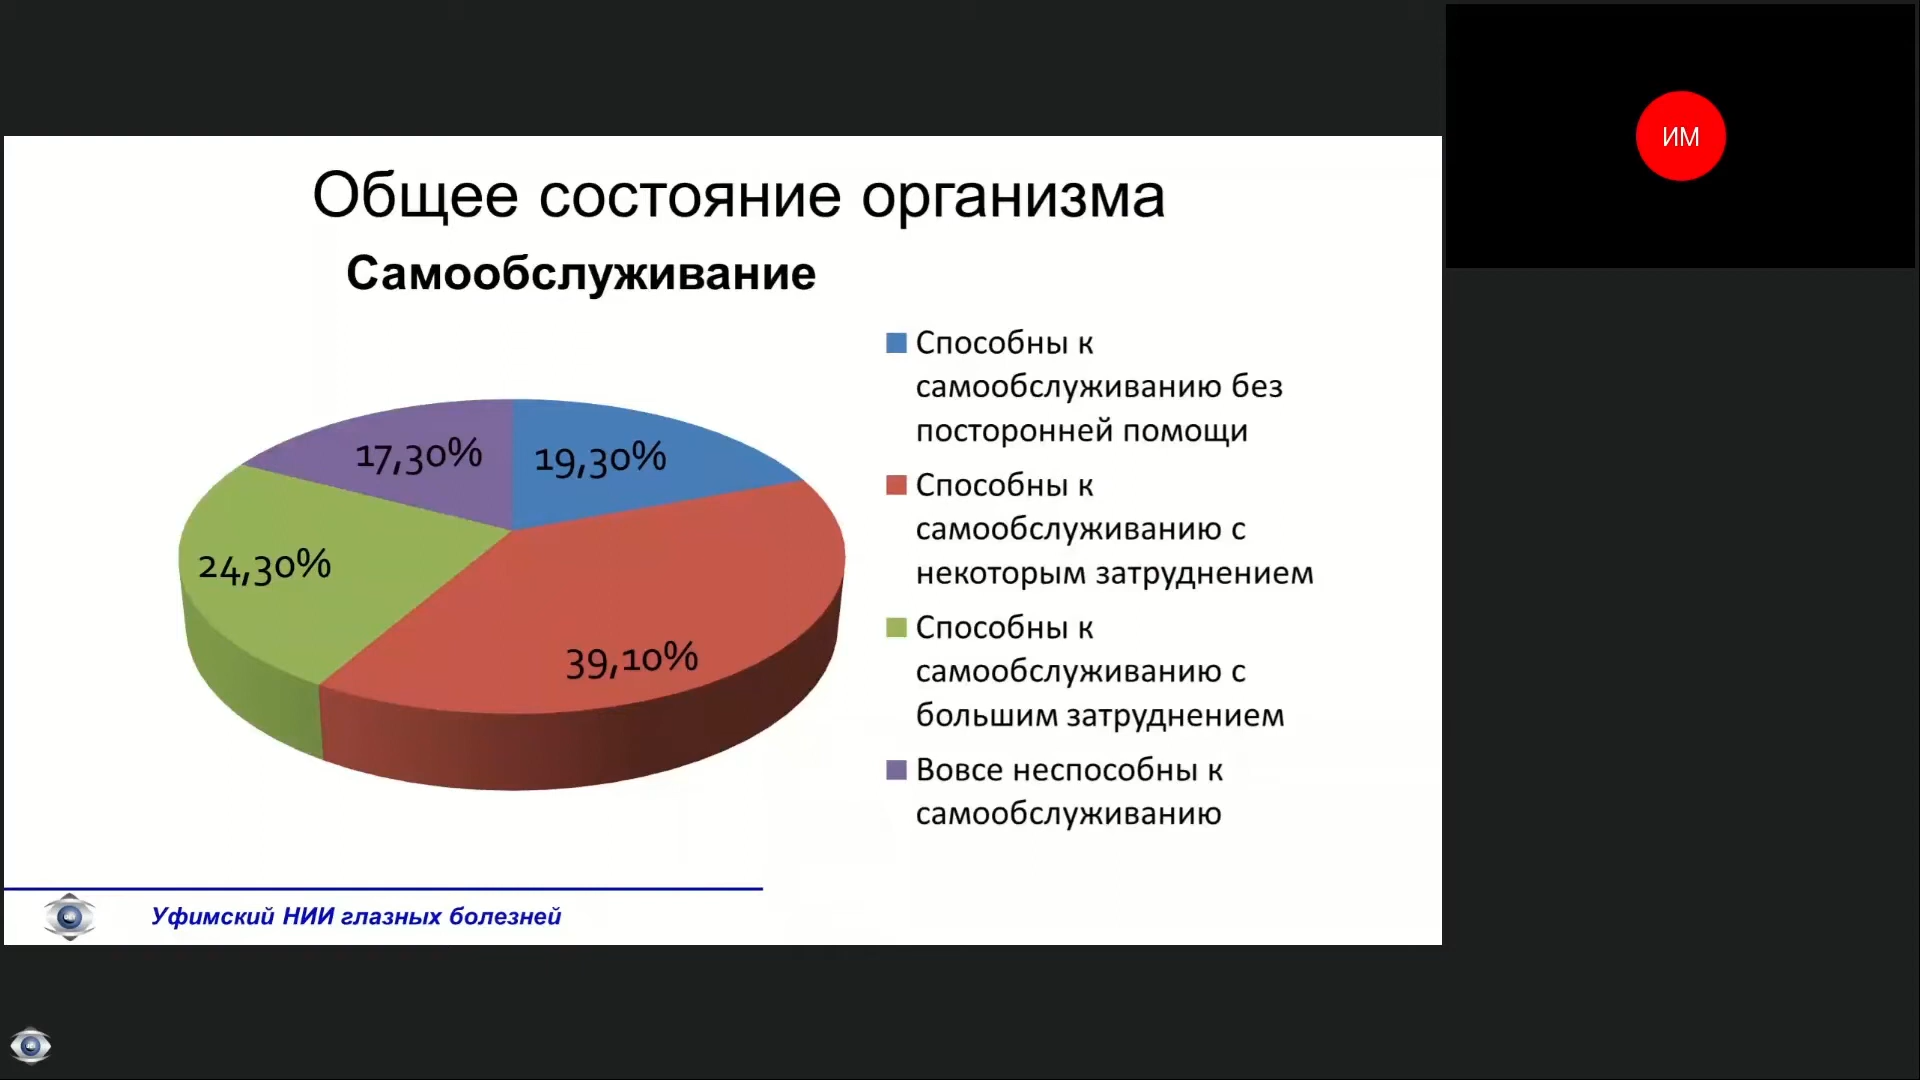 ИМ
Общее состояние организма
Самообслуживание
17,30%
19,30%
24,30%
39,10%
Способны к
самообслуживанию без
посторонней помощи
Способны к
самообслуживанию с
некоторым затруднением
Способны к
самообслуживанию с
большим затруднением
Вовсе неспособны к
самообслуживанию
Уфимский НИИ глазных болезней